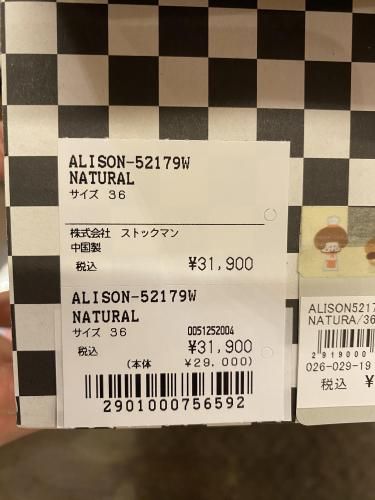 ALISON-52179W
NATURAL
サイズ 36
株式会社 ストックマン
中国製
税込 ¥31,900
ALISON-52179W
NATURAL
サイズ 36 0051252004
税込 ¥31,900
(本体 ¥29,000)
2901000756592
ALISON5217
NATURA/36
2919000
026-029-19
税込 ¥